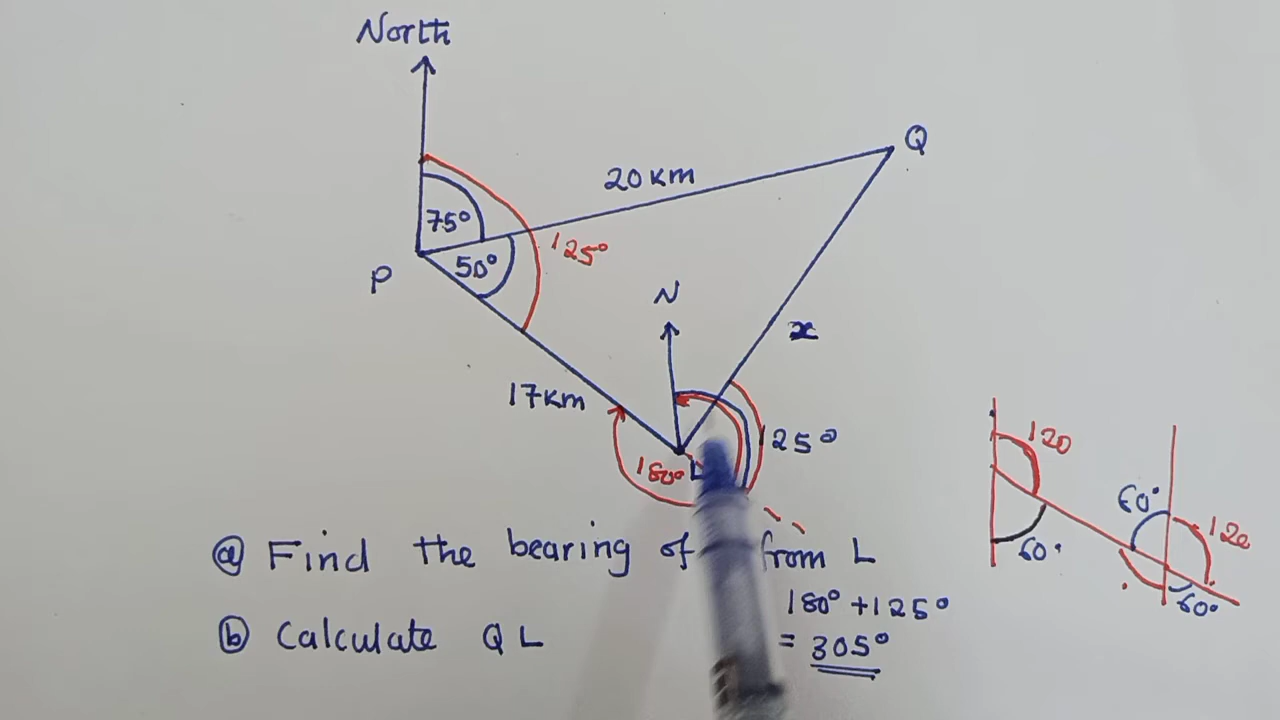 North
Q
20 km
75°
125°
50°
P
N
x
17 km
120
125°
60°
180°
L
120
60°
60°
ⓐ Find the bearing of from L
180° + 125°
ⓑ Calculate QL
= 305°